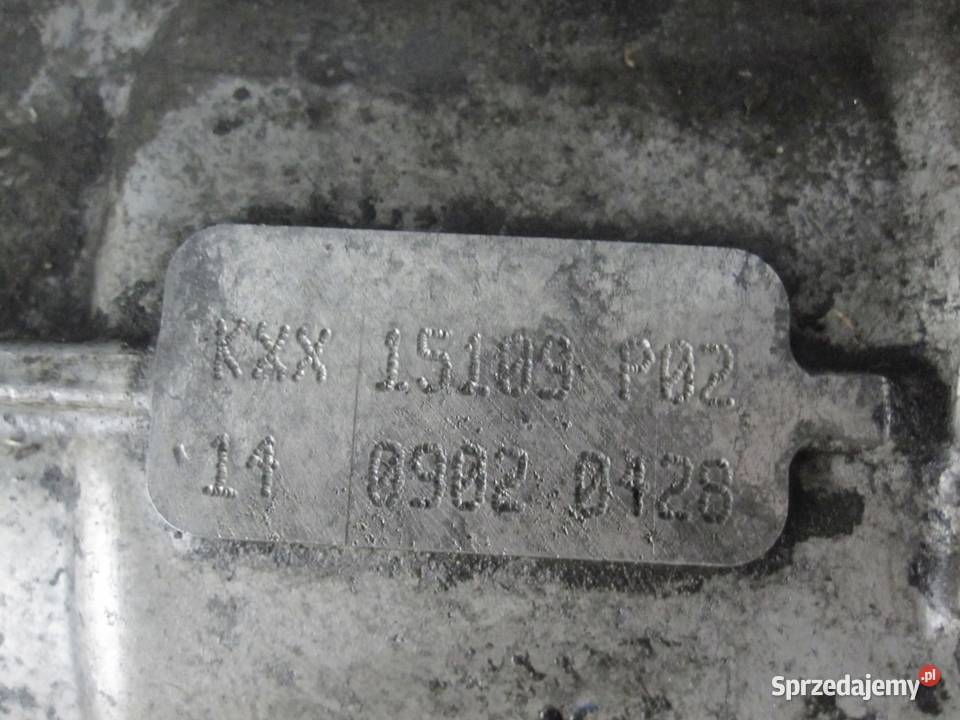 KXX 15109 P02
14 0902 0428
Sprzedajemy.pl